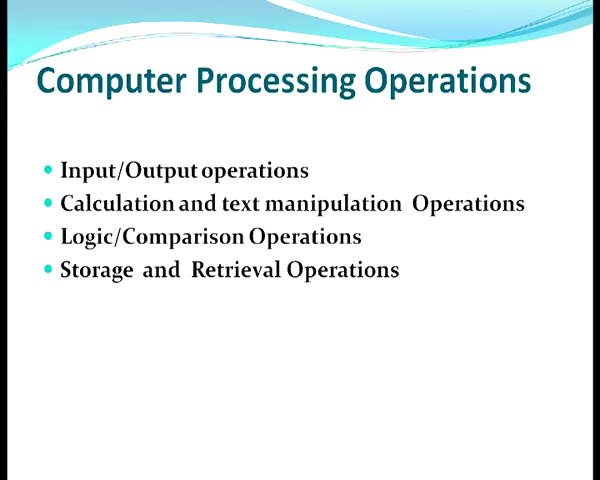 Computer Processing Operations
Input/Output operations
Calculation and text manipulation Operations
Logic/Comparison Operations
Storage and Retrieval Operations